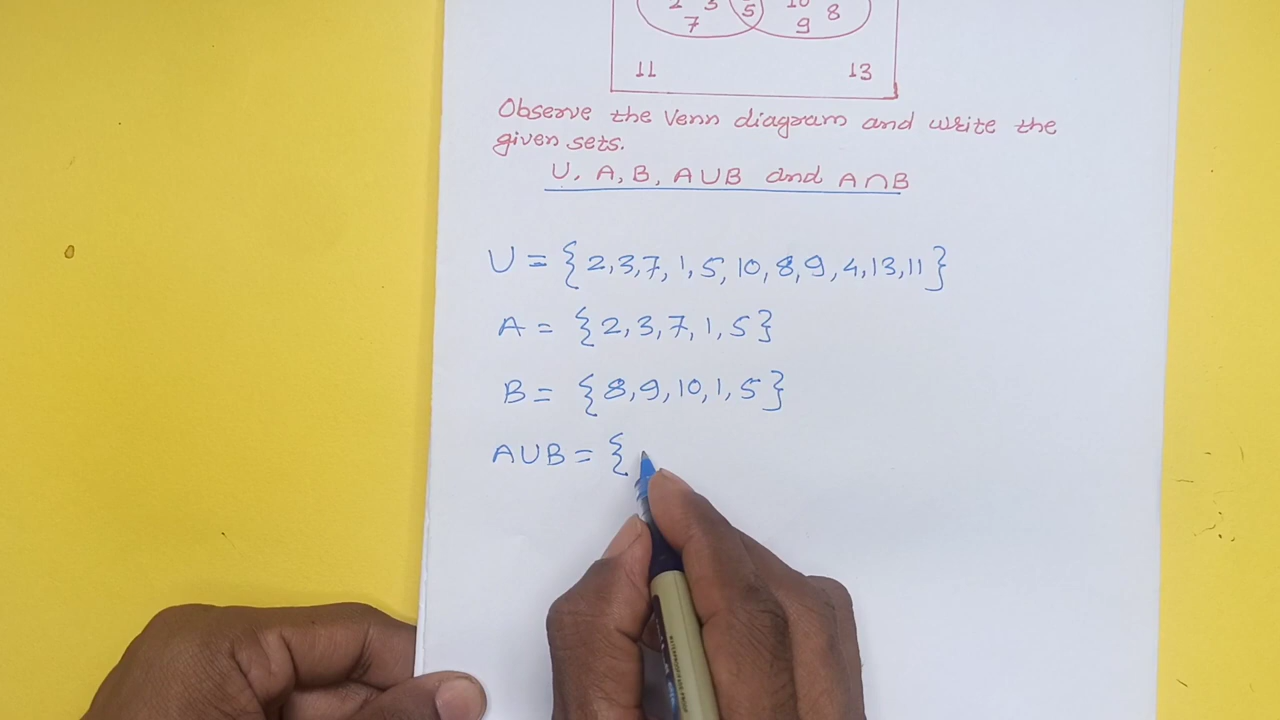 2 3 5 10 8
7 9
11 13
Observe the Venn diagram and write the
given sets.
U, A, B, A∪B and A∩B
U = {2,3,7,1,5,10,8,9,4,13,11}
A = {2,3,7,1,5}
B = {8,9,10,1,5}
A∪B = {